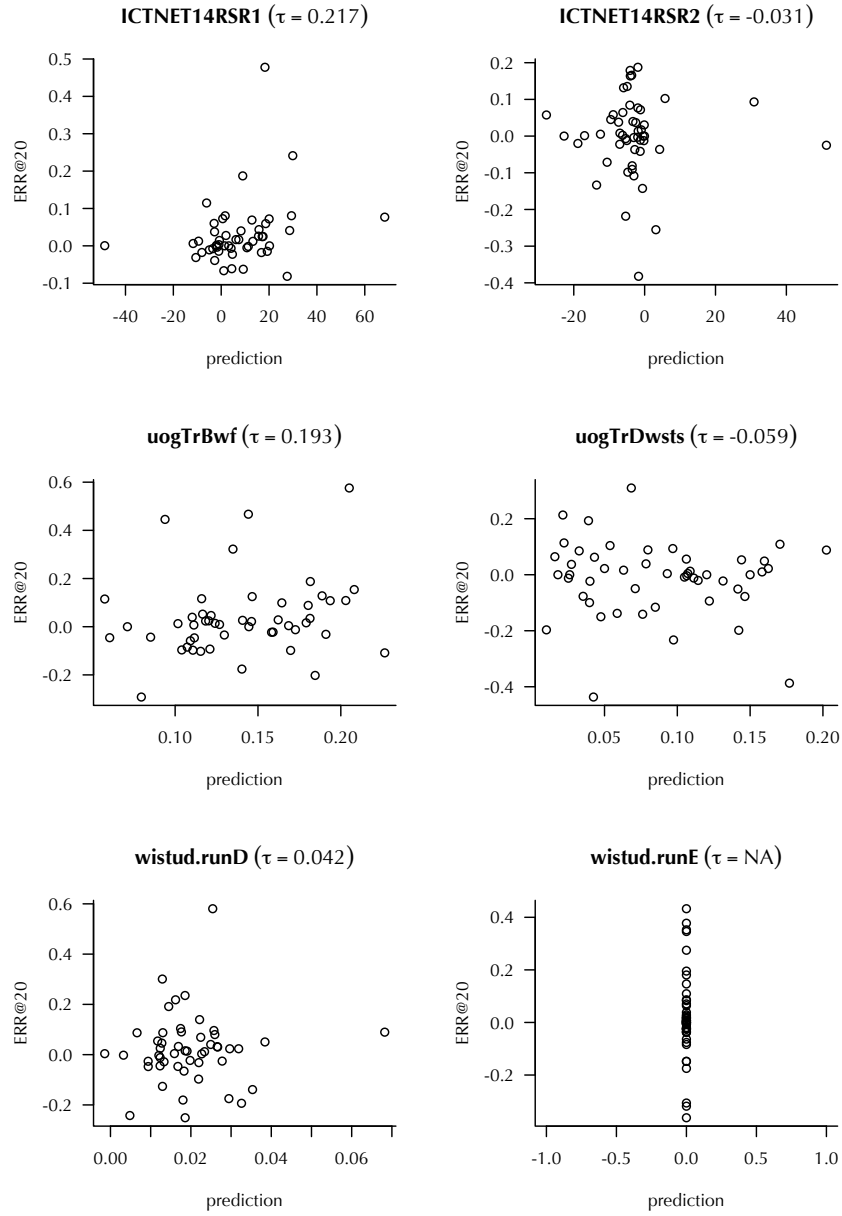 ICTNET14RSR1 (τ = 0.217)
0.5
0.4
0.3
0.2
0.1
0.0
-0.1
ERR@20
-40 -20 0 20 40 60
prediction
ICTNET14RSR2 (τ = -0.031)
0.2
0.1
0.0
-0.1
-0.2
-0.3
-0.4
ERR@20
-20 0 20 40
prediction
uogTrBwf (τ = 0.193)
0.6
0.4
0.2
0.0
-0.2
ERR@20
0.10 0.15 0.20
prediction
uogTrDwsts (τ = -0.059)
0.2
0.0
-0.2
-0.4
ERR@20
0.05 0.10 0.15 0.20
prediction
wistud.runD (τ = 0.042)
0.6
0.4
0.2
0.0
-0.2
ERR@20
0.00 0.02 0.04 0.06
prediction
wistud.runE (τ = NA)
0.4
0.2
0.0
-0.2
ERR@20
-1.0 -0.5 0.0 0.5 1.0
prediction